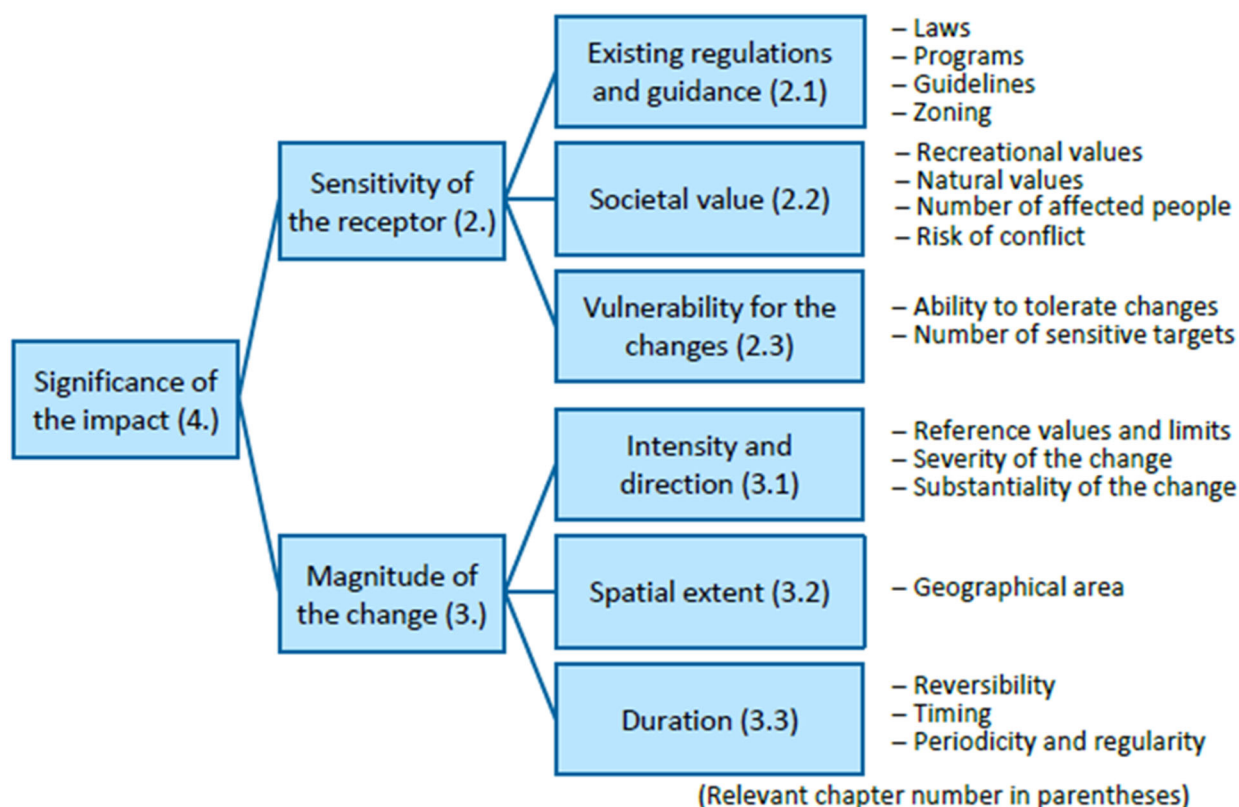 Significance of
the impact (4.)
Sensitivity of
the receptor (2.)
Existing regulations
and guidance (2.1)
– Laws
– Programs
– Guidelines
– Zoning
Societal value (2.2)
– Recreational values
– Natural values
– Number of affected people
– Risk of conflict
Vulnerability for the
changes (2.3)
– Ability to tolerate changes
– Number of sensitive targets
Magnitude of
the change (3.)
Intensity and
direction (3.1)
– Reference values and limits
– Severity of the change
– Substantiality of the change
Spatial extent (3.2)
– Geographical area
Duration (3.3)
– Reversibility
– Timing
– Periodicity and regularity
(Relevant chapter number in parentheses)